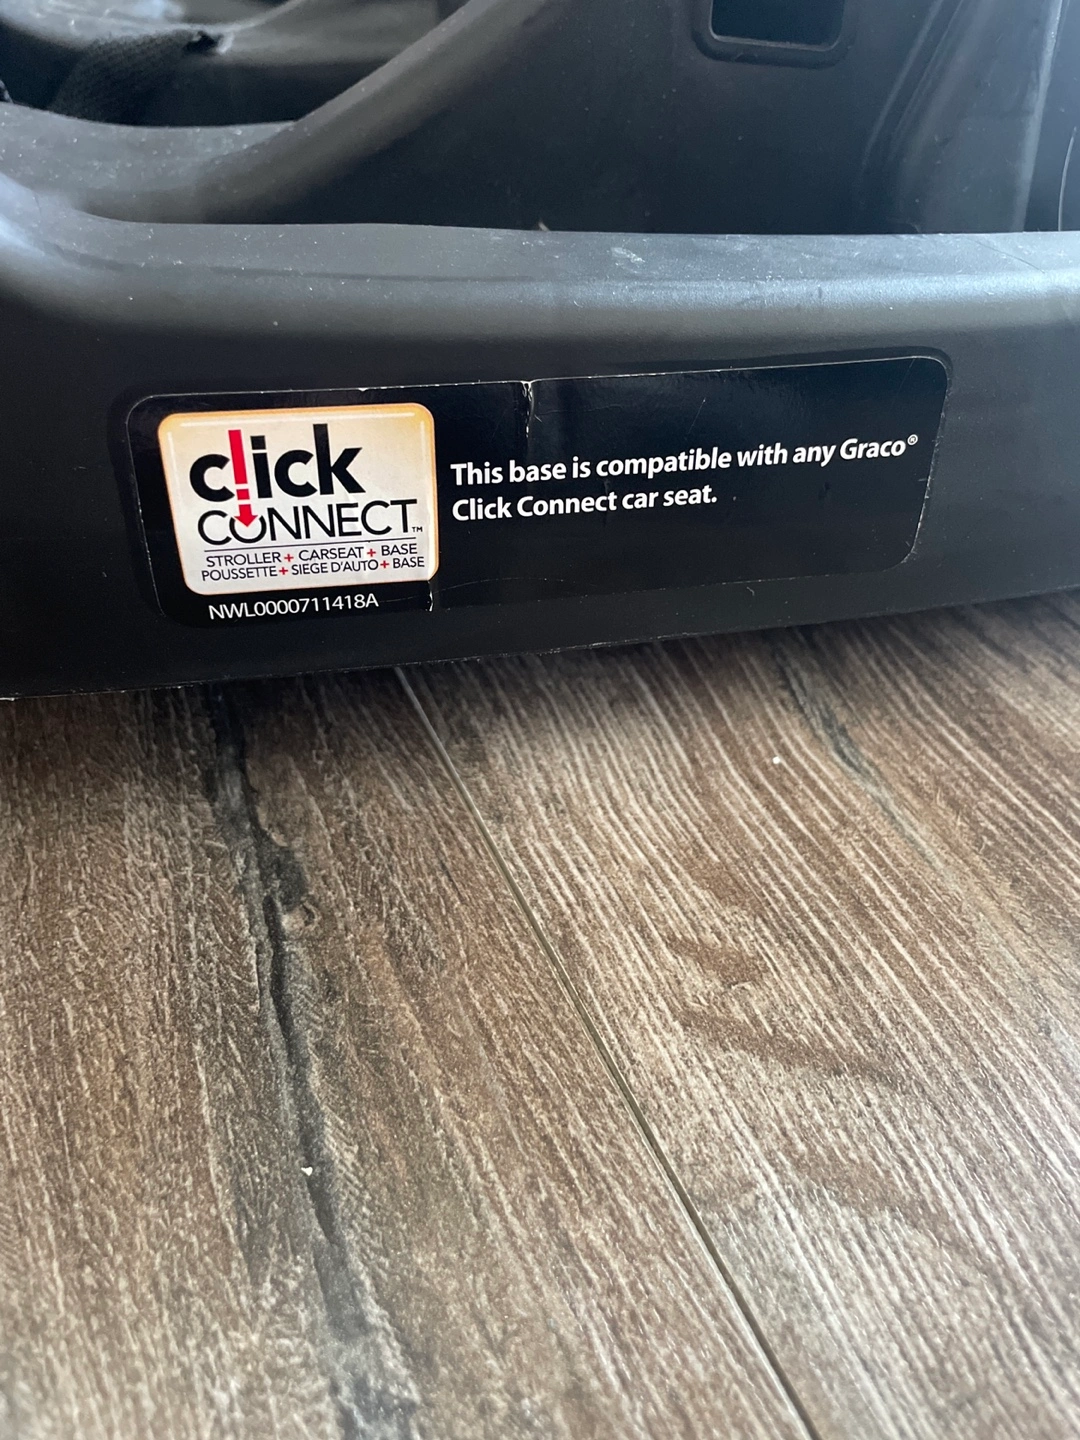 click
CONNECT™
STROLLER+ CARSEAT+ BASE
POUSSETTE+SIEGE D'AUTO+BASE
NWL0000711418A
This base is compatible with any Graco®
Click Connect car seat.